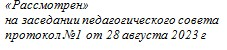 «Рассмотрен»
на заседании педагогического совета
протокол №1 от 28 августа 2023 г